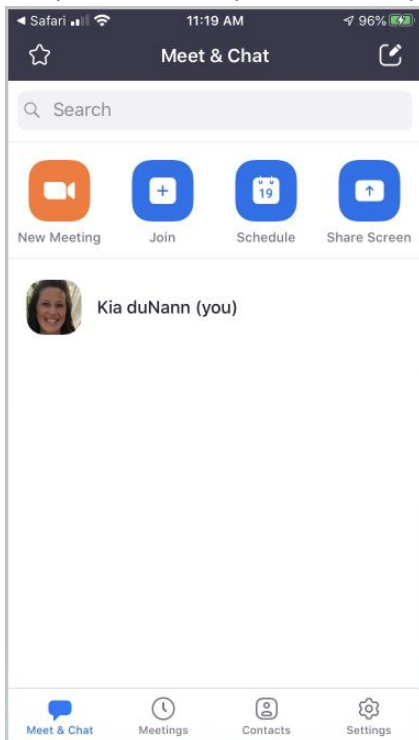 Safari 11:19 AM 96%
Meet & Chat
Search
19
New Meeting Join Schedule Share Screen
Kia duNann (you)
Meet & Chat Meetings Contacts Settings